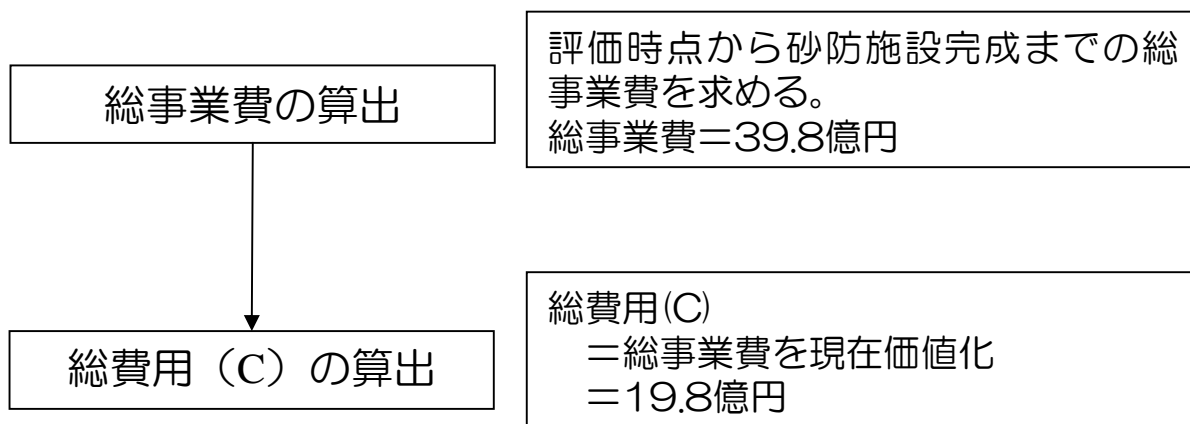 総事業費の算出
評価時点から砂防施設完成までの総
事業費を求める。
総事業費=39.8億円
総費用(C)の算出
総費用(C)
=総事業費を現在価値化
=19.8億円